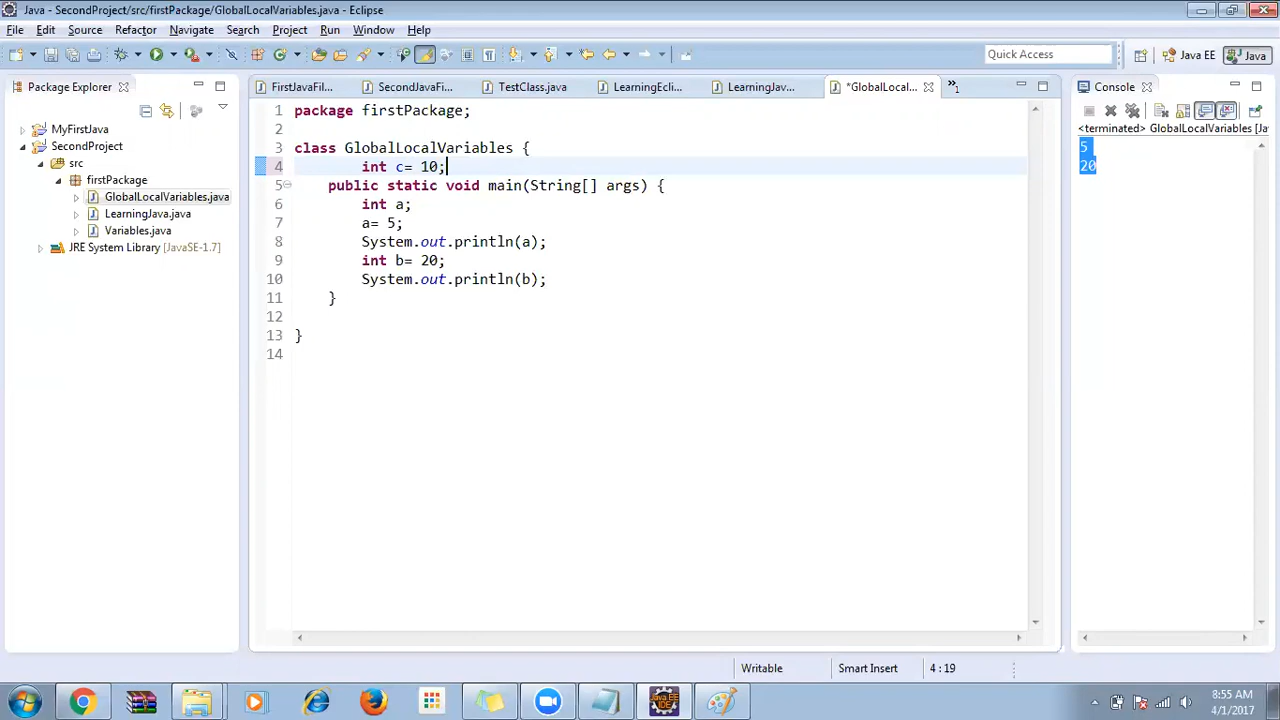 Java - SecondProject/src/firstPackage/GlobalLocalVariables.java - Eclipse
File Edit Source Refactor Navigate Search Project Run Window Help
Quick Access
Java EE
Java
Package Explorer
MyFirstJava
SecondProject
src
firstPackage
GlobalLocalVariables.java
LearningJava.java
Variables.java
JRE System Library [JavaSE-1.7]
FirstJavaFil... SecondJavaFi... TestClass.java LearningEcli... LearningJav... *GlobalLocal... »1
1 package firstPackage;
2
3 class GlobalLocalVariables {
4 int c= 10;
5 public static void main(String[] args) {
6 int a;
7 a= 5;
8 System.out.println(a);
9 int b= 20;
10 System.out.println(b);
11 }
12
13 }
14
Console
<terminated> GlobalLocalVariables [Ja
5
20
Writable Smart Insert 4 : 19
Java EE
IDE
8:55 AM
4/1/2017